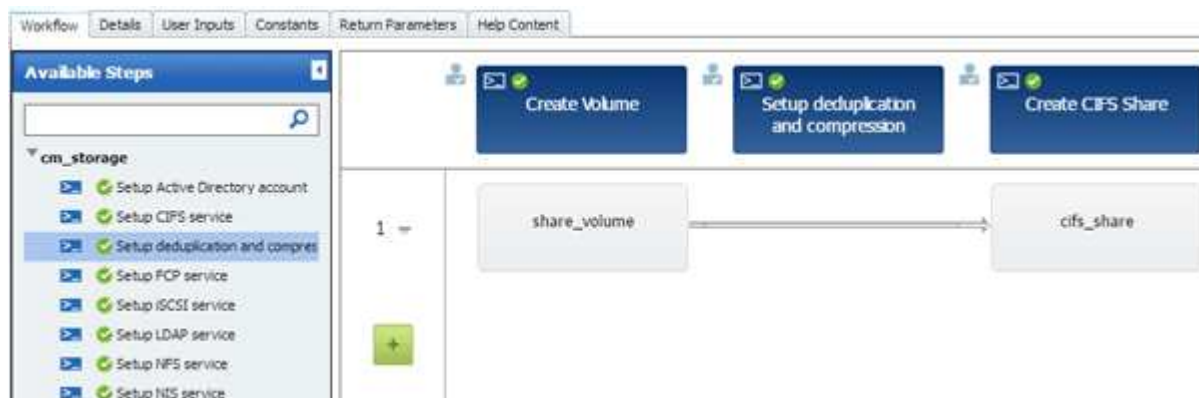 Workflow Details User Inputs Constants Return Parameters Help Content
Available Steps
cm_storage
Setup Active Directory account
Setup CIFS service
Setup deduplication and compres
Setup FCP service
Setup iSCSI service
Setup LDAP service
Setup NFS service
Setup NIS service
Create Volume
Setup deduplication
and compression
Create CIFS Share
1
share_volume
cifs_share
+